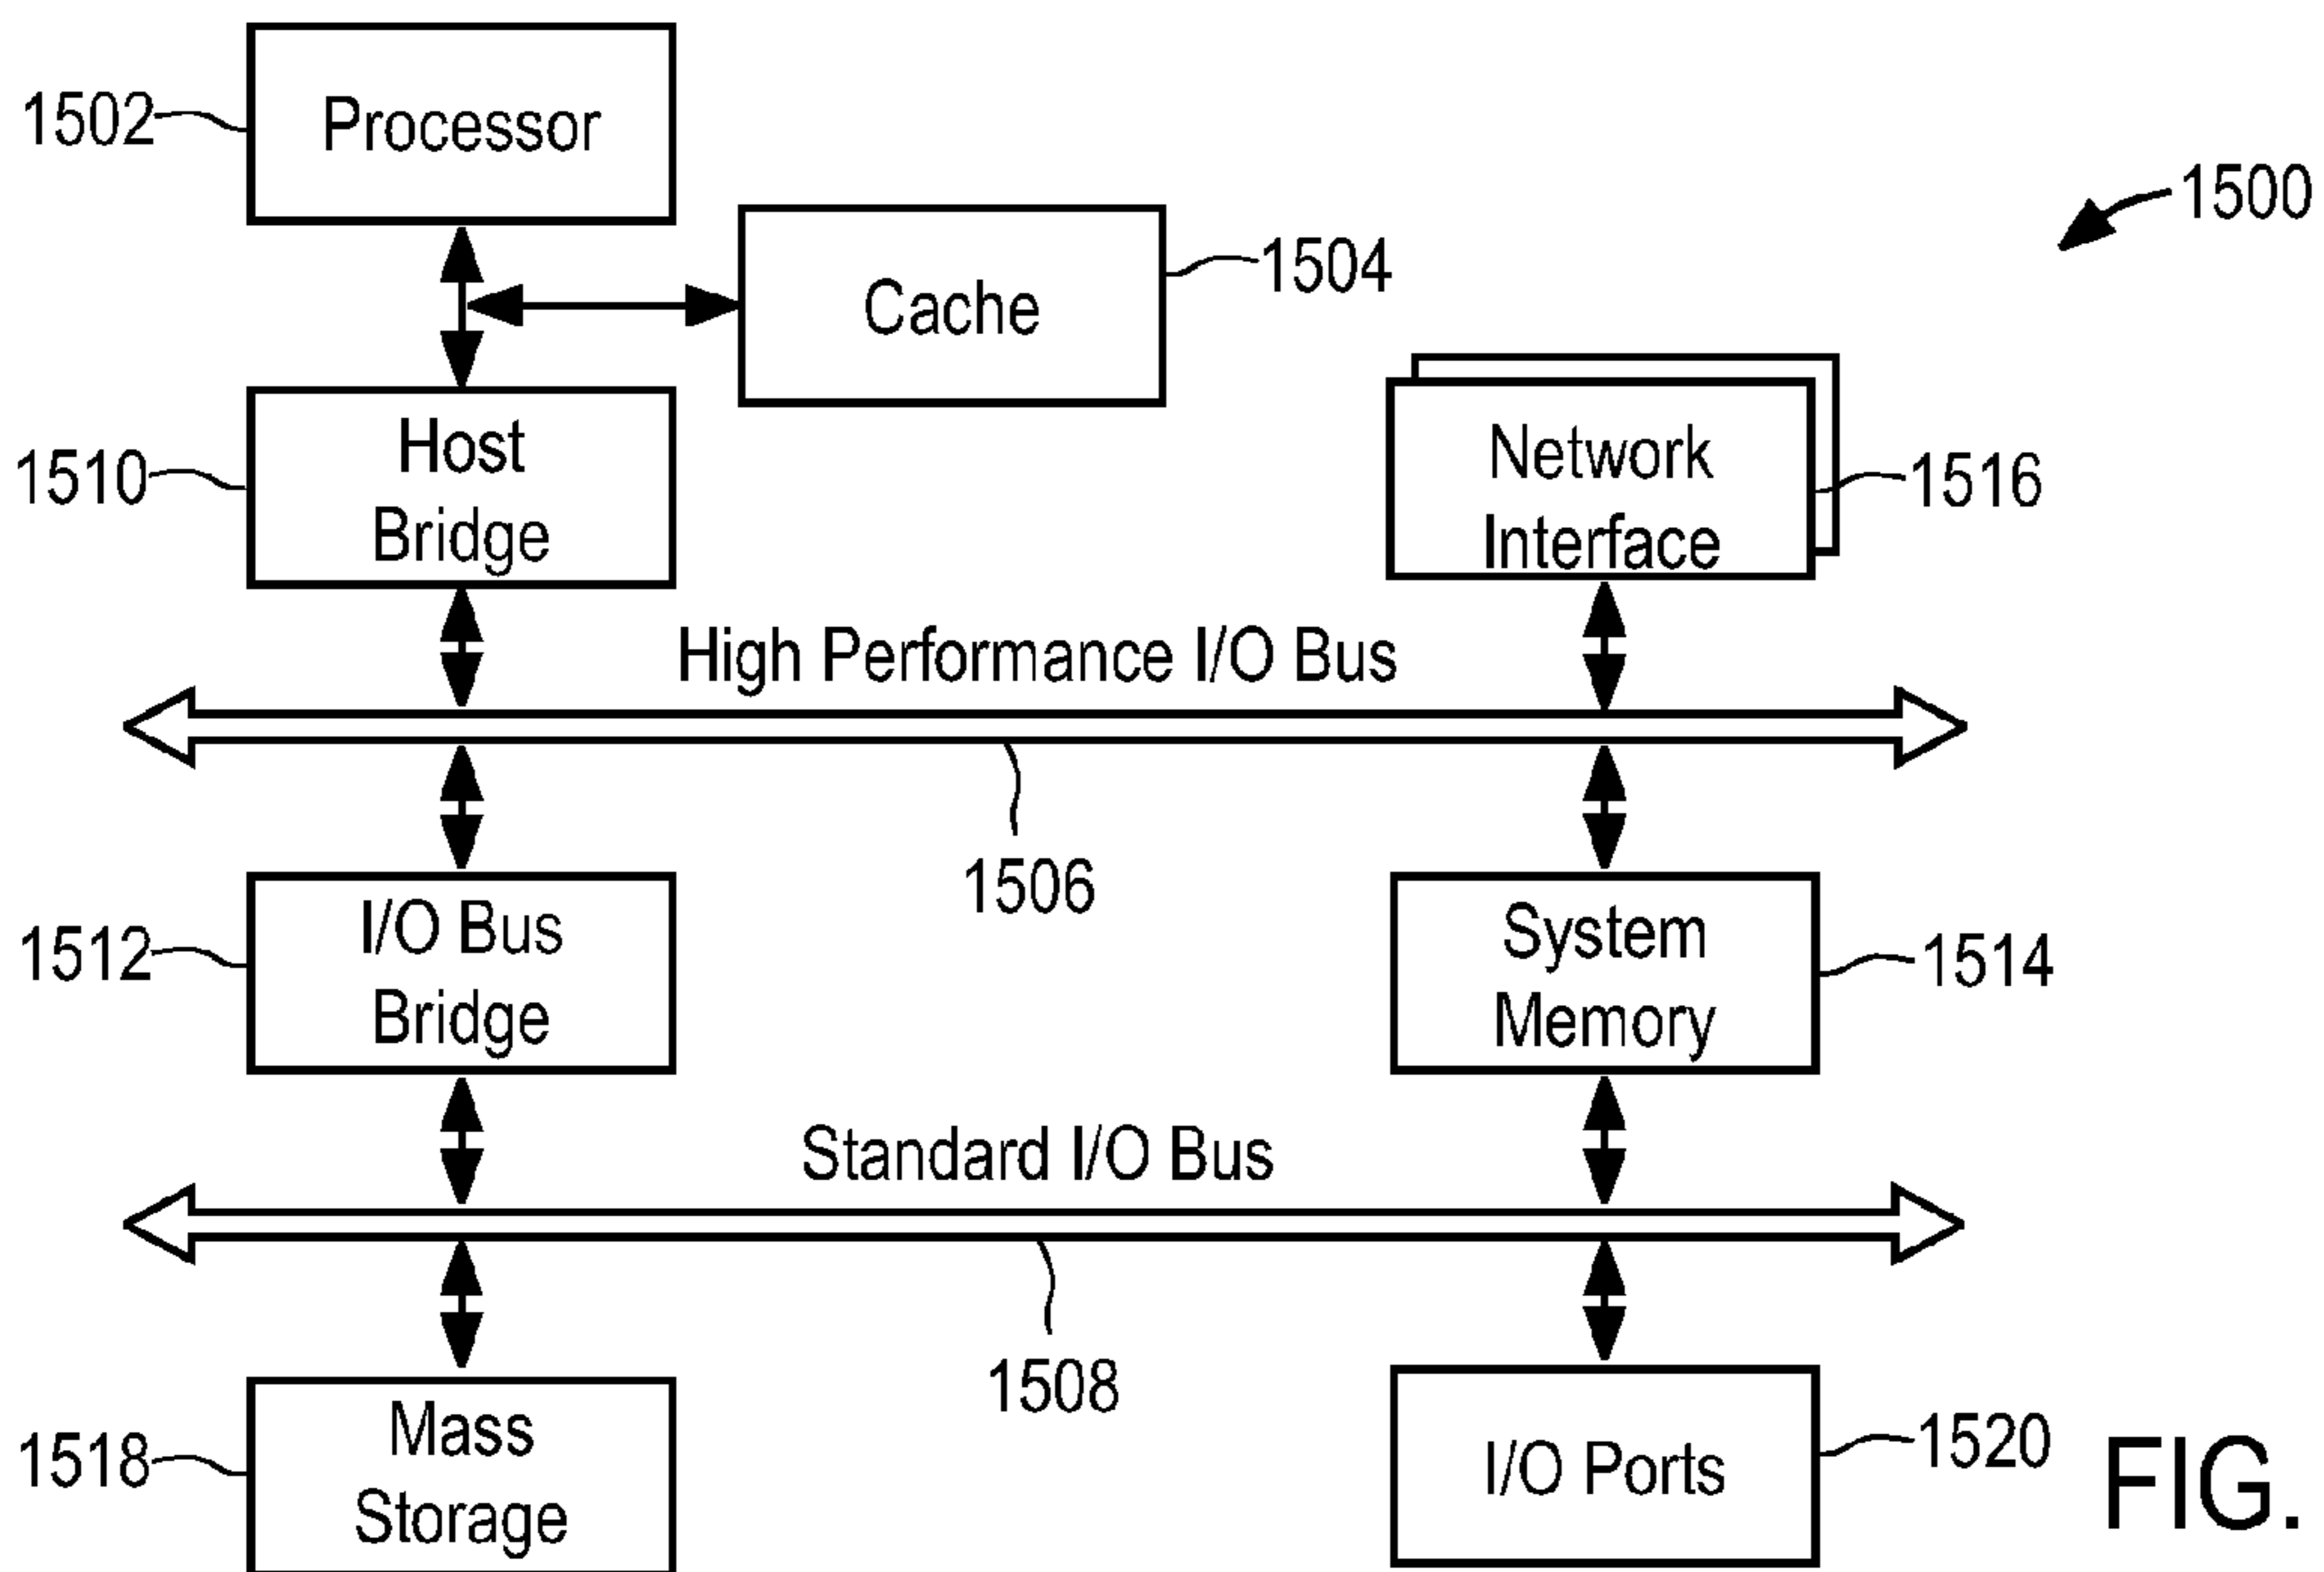 1502
Processor
1500
Cache
1504
Host
Bridge
1510
Network
Interface
1516
High Performance I/O Bus
1506
I/O Bus
Bridge
1512
System
Memory
1514
Standard I/O Bus
1508
Mass
Storage
1518
I/O Ports
1520
FIG.